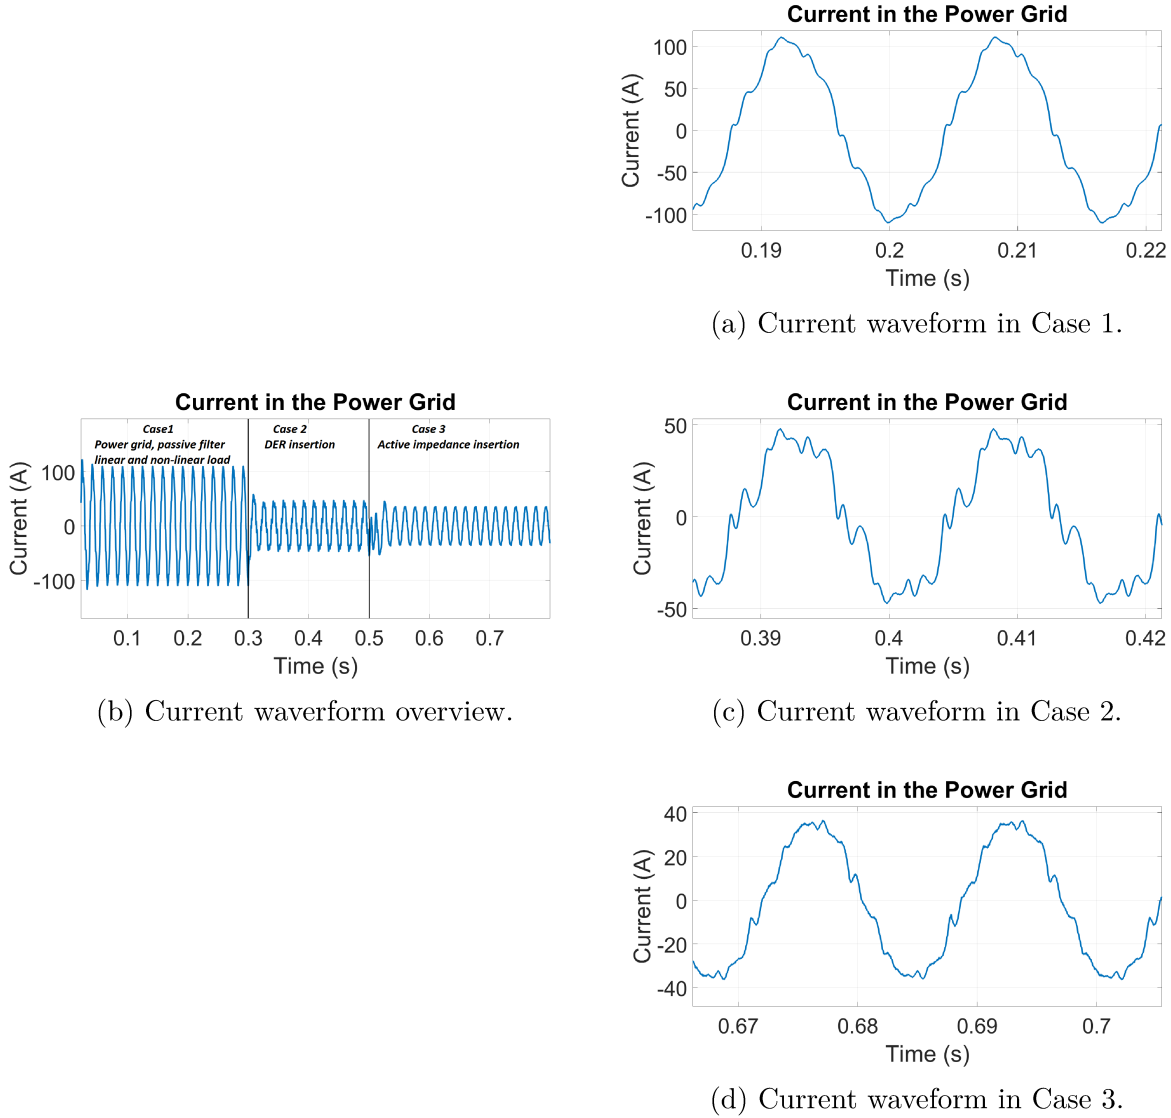 Current in the Power Grid
Current (A)
100
50
0
-50
-100
0.19
0.2
0.21
0.22
Time (s)
(a) Current waveform in Case 1.
Current in the Power Grid
Case1
Power grid, passive filter
linear and non-linear load
Case 2
DER insertion
Case 3
Active impedance insertion
Current (A)
100
0
-100
0.1
0.2
0.3
0.4
0.5
0.6
0.7
Time (s)
(b) Current waverform overview.
Current in the Power Grid
Current (A)
50
0
-50
0.39
0.4
0.41
0.42
Time (s)
(c) Current waveform in Case 2.
Current in the Power Grid
Current (A)
40
20
0
-20
-40
0.67
0.68
0.69
0.7
Time (s)
(d) Current waveform in Case 3.